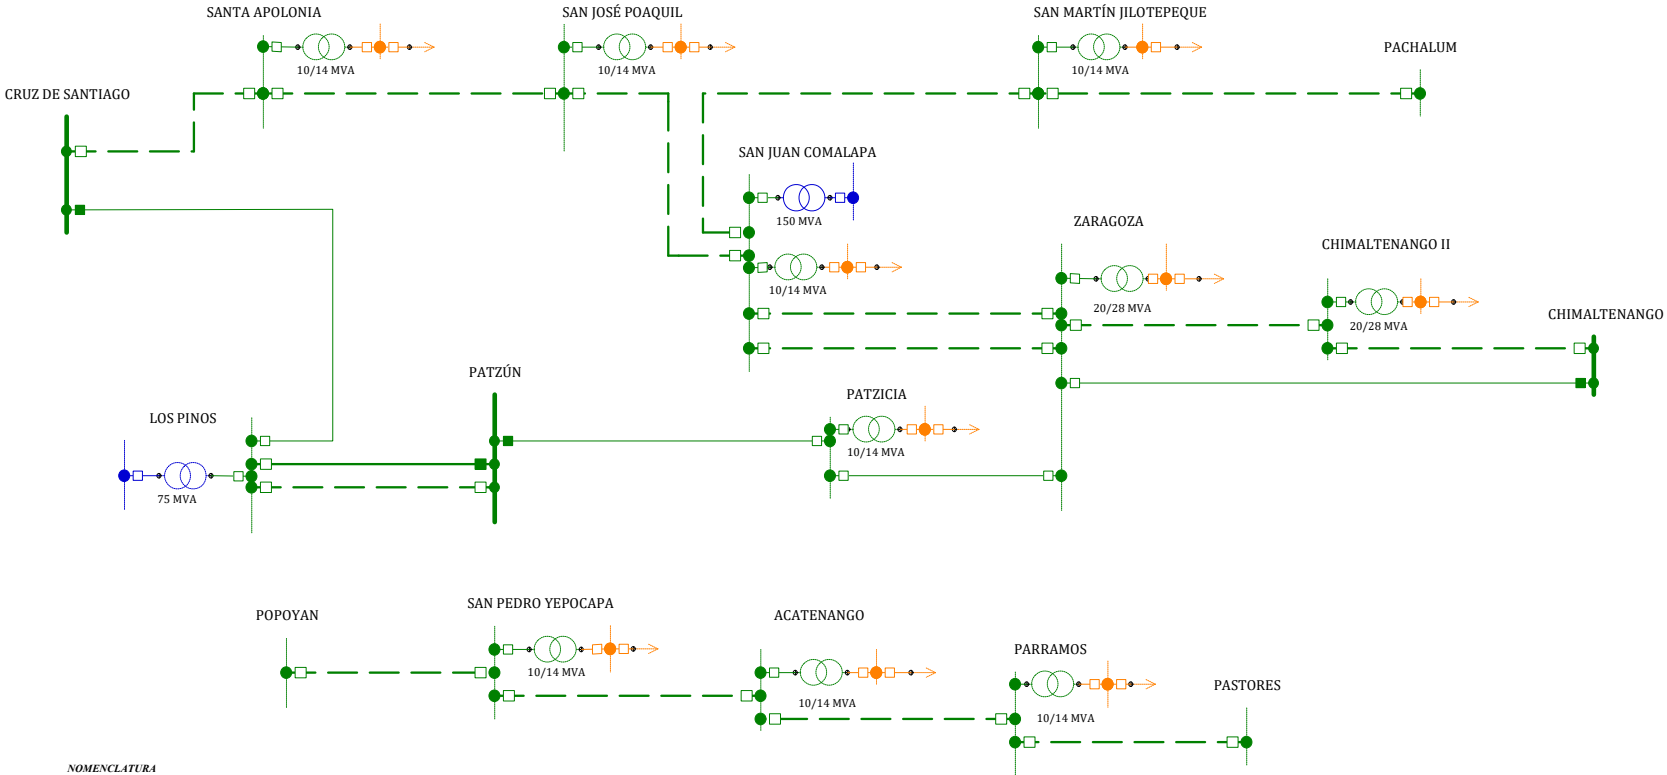 SANTA APOLONIA
SAN JOSÉ POAQUIL
SAN MARTÍN JILOTEPEQUE
PACHALUM
10/14 MVA
10/14 MVA
10/14 MVA
CRUZ DE SANTIAGO
SAN JUAN COMALAPA
150 MVA
ZARAGOZA
CHIMALTENANGO II
10/14 MVA
20/28 MVA
CHIMALTENANGO
20/28 MVA
PATZÚN
PATZICIA
LOS PINOS
10/14 MVA
75 MVA
SAN PEDRO YEPOCAPA
POPOYAN
ACATENANGO
PARRAMOS
10/14 MVA
PASTORES
10/14 MVA
10/14 MVA
NOMENCLATURA